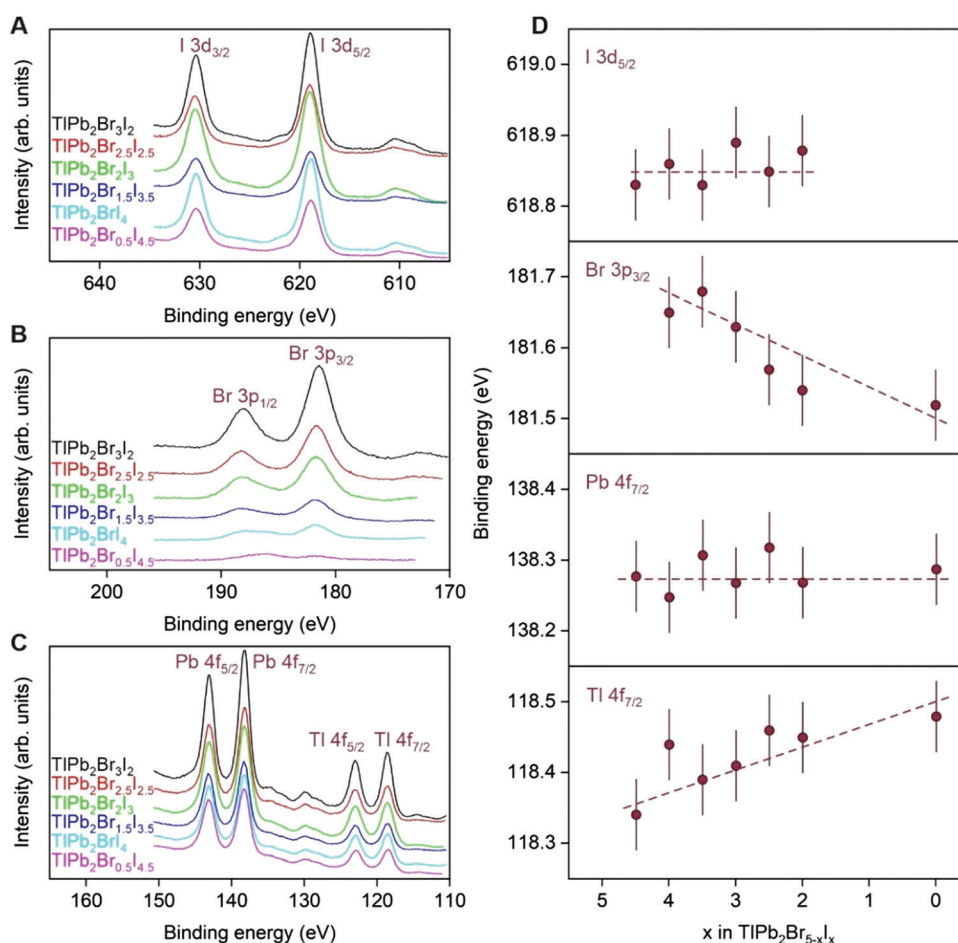 A
I 3d3/2
I 3d5/2
Intensity (arb. units)
TlPb2Br3I2
TlPb2Br2.5I2.5
TlPb2Br2I3
TlPb2Br1.5I3.5
TlPb2BrI4
TlPb2Br0.5I4.5
640 630 620 610
Binding energy (eV)
B
Br 3p3/2
Br 3p1/2
Intensity (arb. units)
TlPb2Br3I2
TlPb2Br2.5I2.5
TlPb2Br2I3
TlPb2Br1.5I3.5
TlPb2BrI4
TlPb2Br0.5I4.5
200 190 180 170
Binding energy (eV)
C
Pb 4f5/2
Pb 4f7/2
Tl 4f5/2
Tl 4f7/2
Intensity (arb. units)
TlPb2Br3I2
TlPb2Br2.5I2.5
TlPb2Br2I3
TlPb2Br1.5I3.5
TlPb2BrI4
TlPb2Br0.5I4.5
160 150 140 130 120 110
Binding energy (eV)
D
I 3d5/2
619.0
618.9
618.8
Br 3p3/2
181.7
181.6
181.5
Binding energy (eV)
Pb 4f7/2
138.4
138.3
138.2
Tl 4f7/2
118.5
118.4
118.3
5 4 3 2 1 0
x in TlPb2Br5-xIx